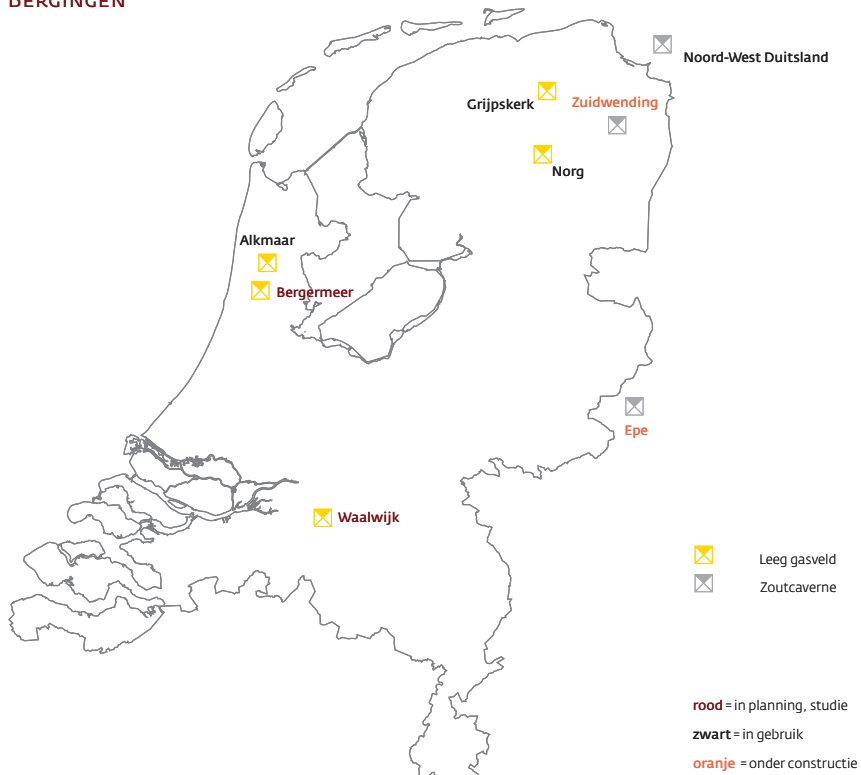 BERGINGEN
Noord-West Duitsland
Grijpskerk
Zuidwending
Norg
Alkmaar
Bergermeer
Epe
Waalwijk
Leeg gasveld
Zoutcaverne
rood = in planning, studie
zwart = in gebruik
oranje = onder constructie